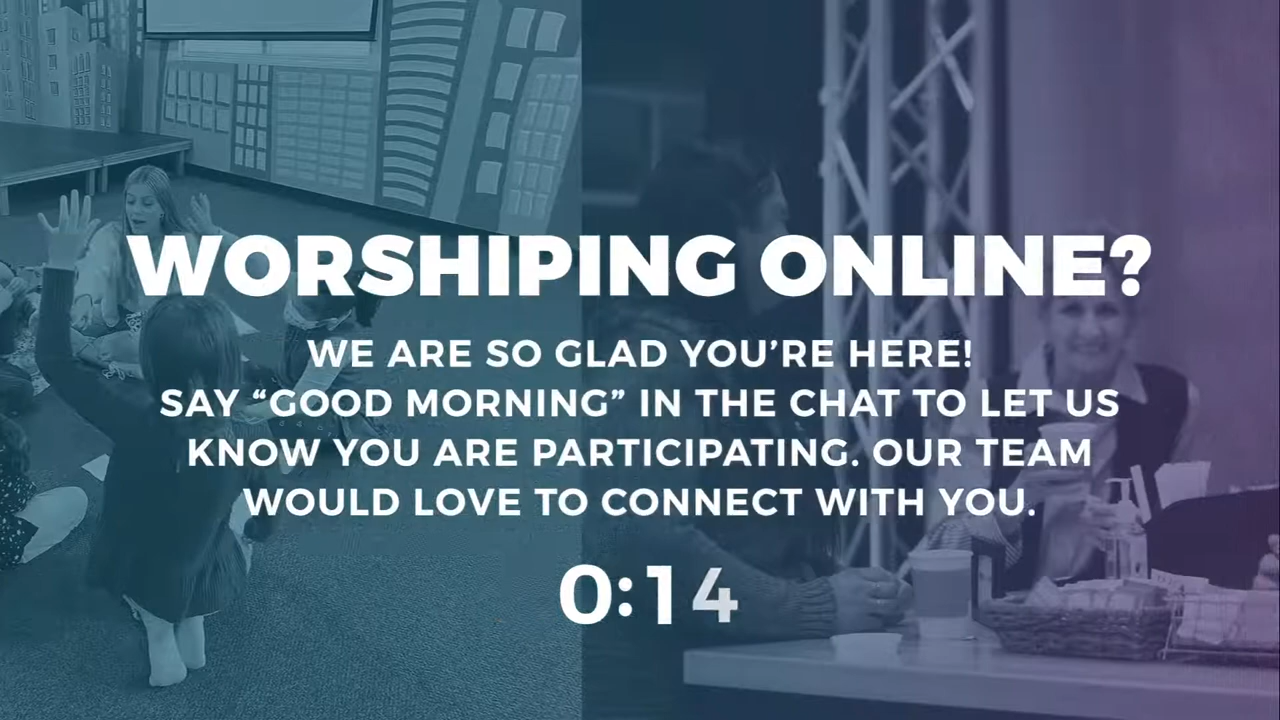 WORSHIPING ONLINE?
WE ARE SO GLAD YOU’RE HERE!
SAY “GOOD MORNING” IN THE CHAT TO LET US
KNOW YOU ARE PARTICIPATING. OUR TEAM
WOULD LOVE TO CONNECT WITH YOU.
0:14